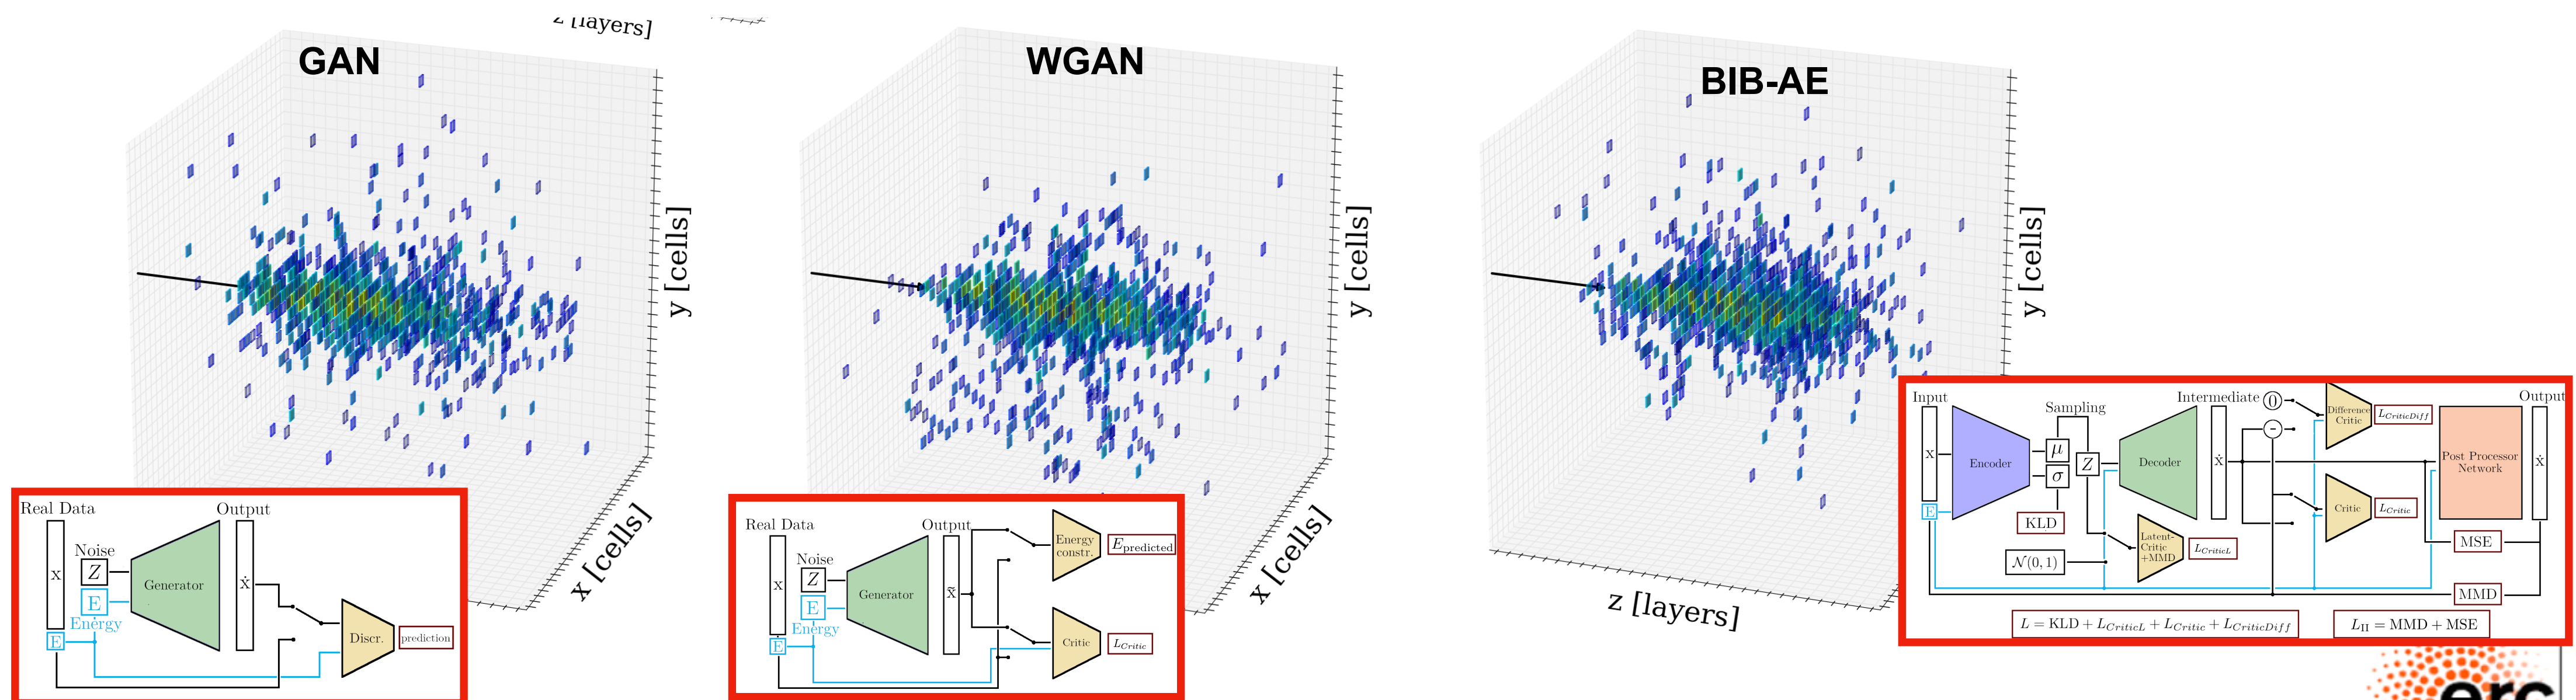 z [layers]
GAN
y [cells]
x [cells]
Real Data
Output
x
Noise
Z
E
Energy
E
Generator
ẋ
Discr.
prediction
WGAN
y [cells]
x [cells]
Real Data
Output
x
Noise
Z
E
Energy
E
Generator
x̃
Energy
constr.
E_predicted
Critic
L_Critic
BIB-AE
y [cells]
z [layers]
Input
x
E
Encoder
Sampling
μ
σ
KLD
Z
N(0, 1)
Decoder
Latent-
Critic
+MMD
L_CriticL
Intermediate
ẋ
0
-
Difference
Critic
L_CriticDiff
Critic
L_Critic
Post Processor
Network
Output
ẋ
MSE
MMD
L = KLD + L_CriticL + L_Critic + L_CriticDiff
L_II = MMD + MSE
erc